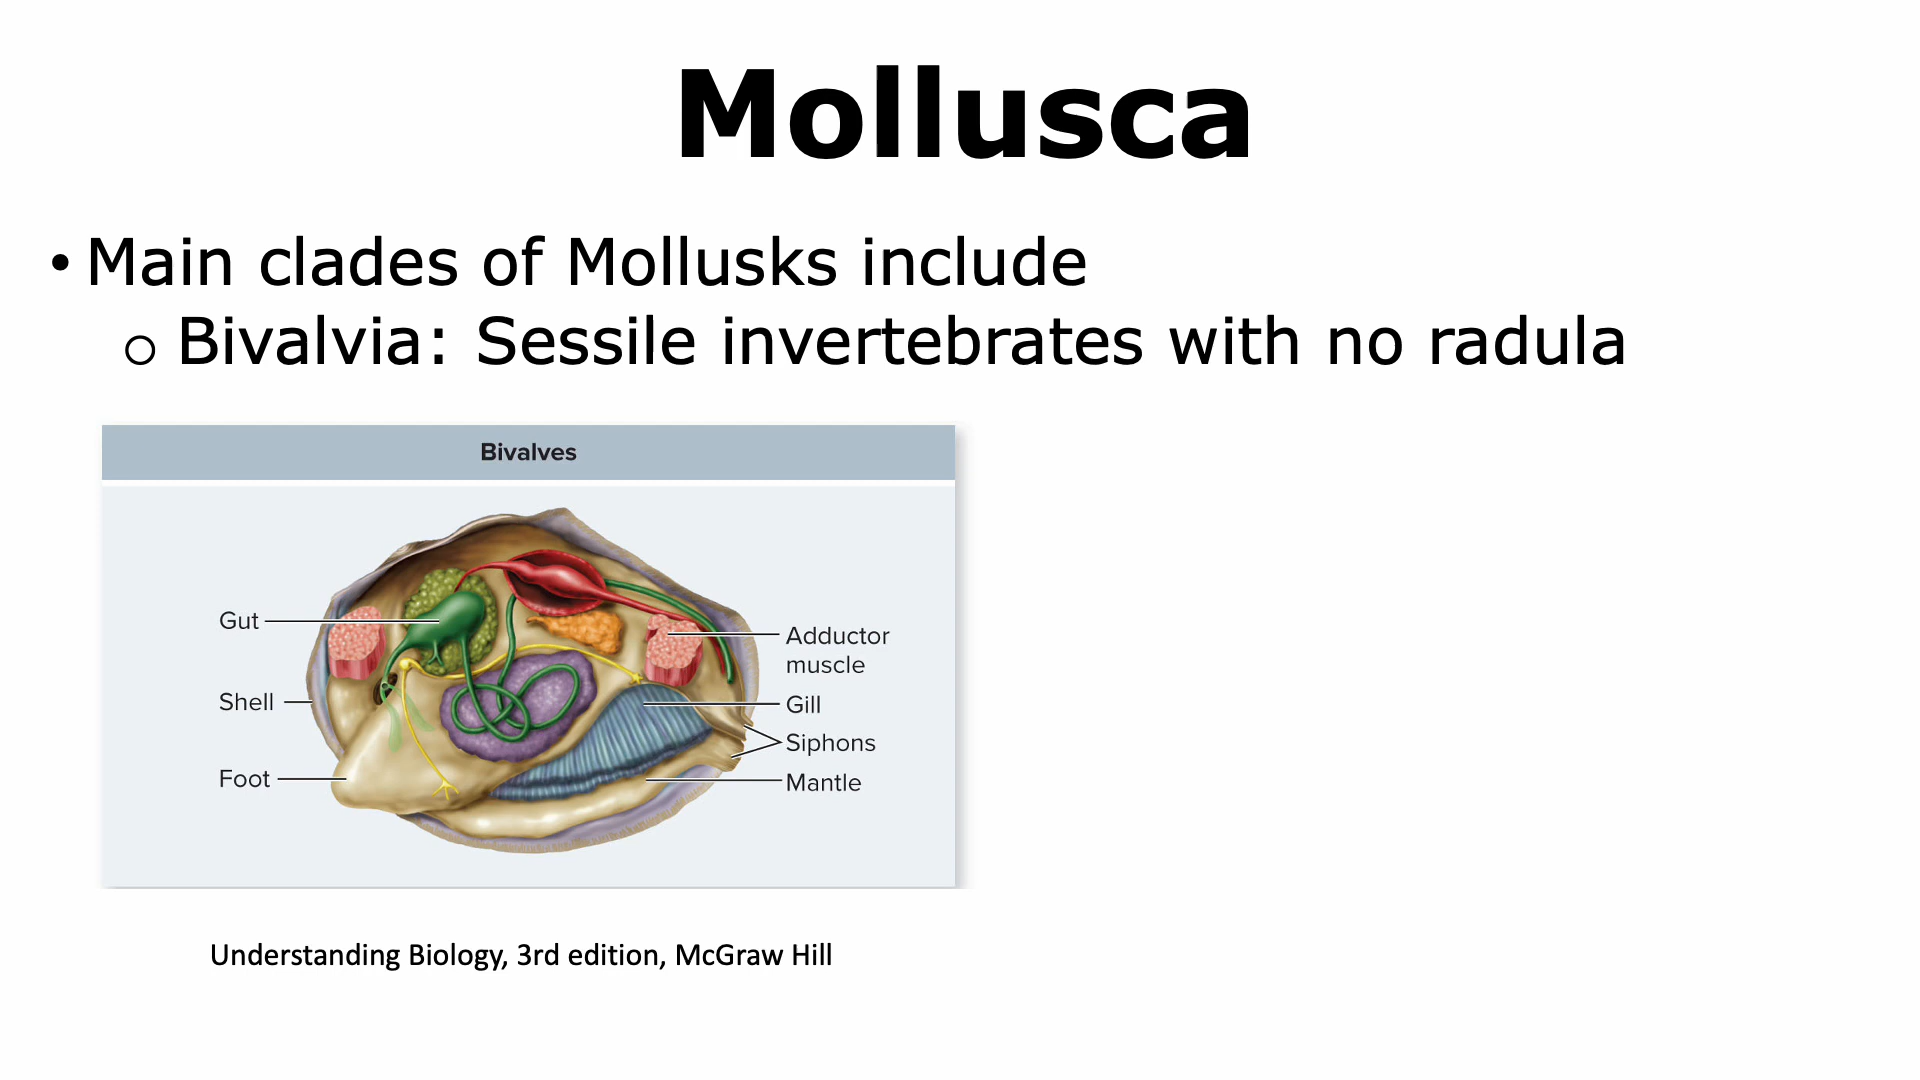 Mollusca
• Main clades of Mollusks include
○ Bivalvia: Sessile invertebrates with no radula
Bivalves
Gut
Shell
Foot
Adductor
muscle
Gill
Siphons
Mantle
Understanding Biology, 3rd edition, McGraw Hill